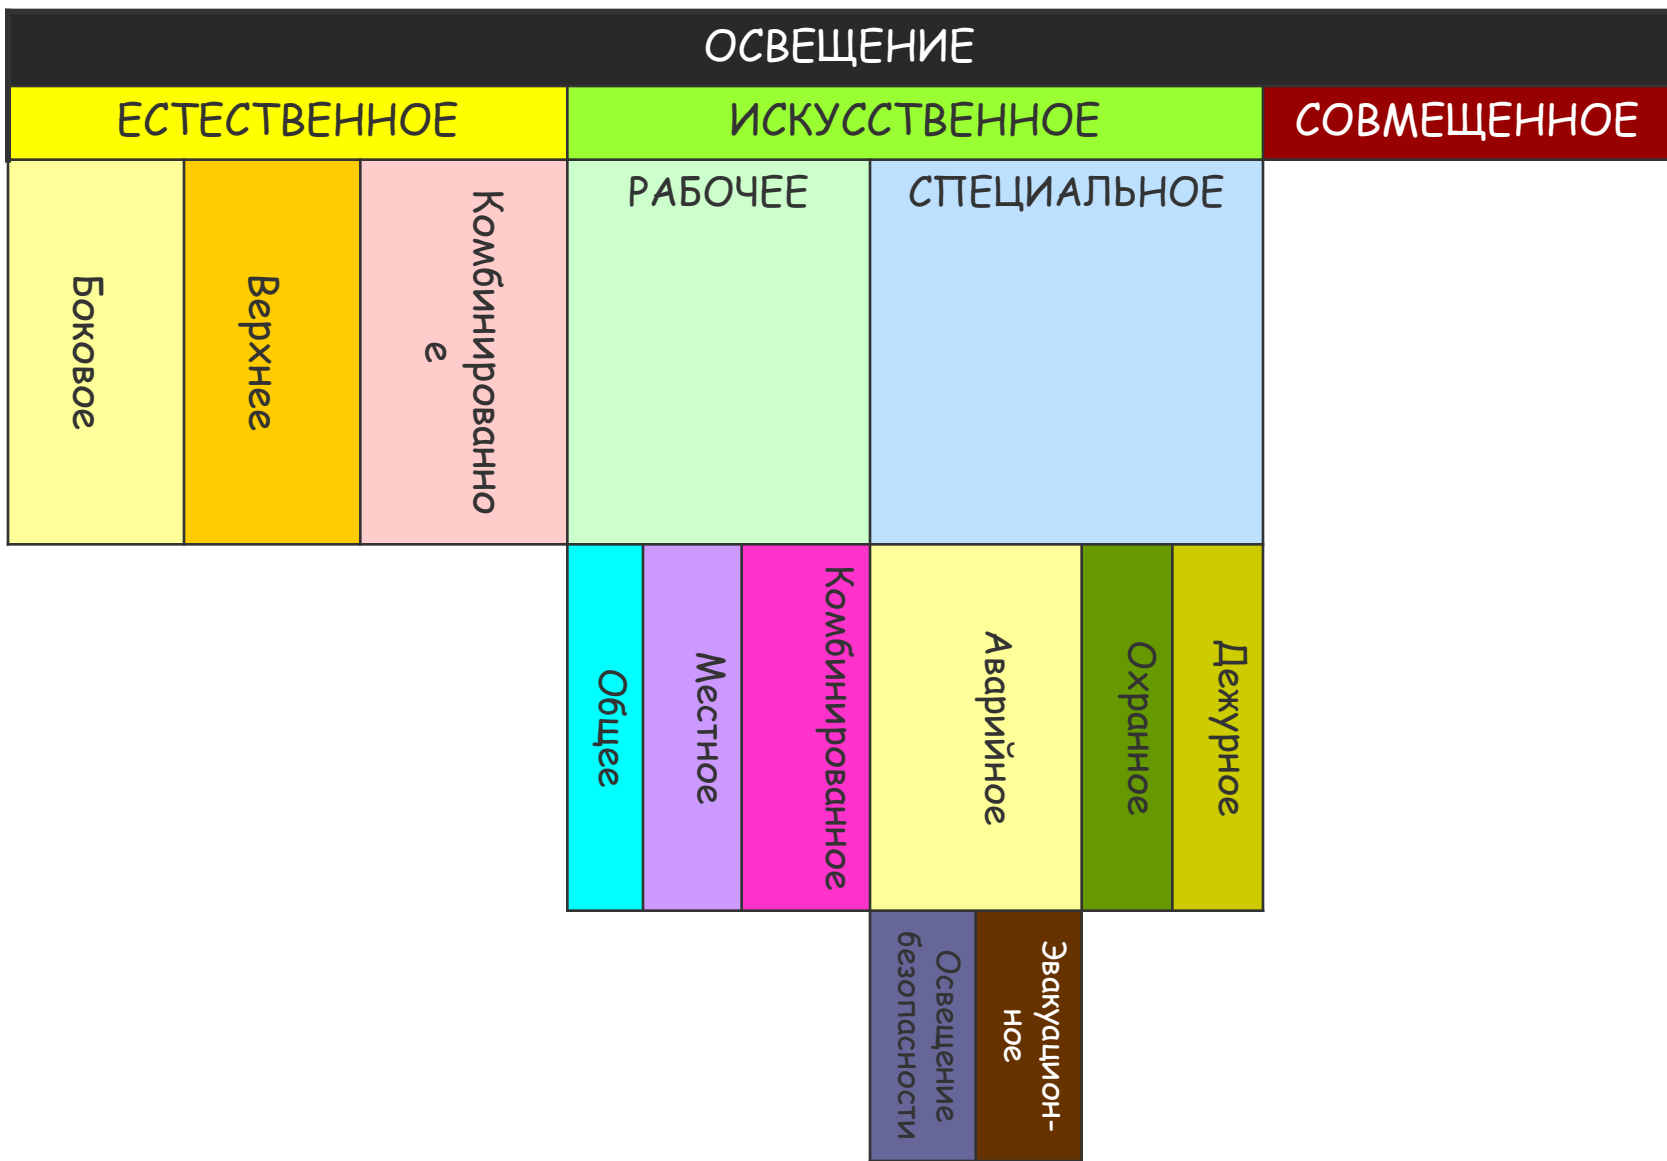 ОСВЕЩЕНИЕ
ЕСТЕСТВЕННОЕ
ИСКУССТВЕННОЕ
СОВМЕЩЕННОЕ
Боковое
Верхнее
Комбинированно
е
РАБОЧЕЕ
СПЕЦИАЛЬНОЕ
Общее
Местное
Комбинированное
Аварийное
Охранное
Дежурное
Освещение
безопасности
Эвакуацион-
ное